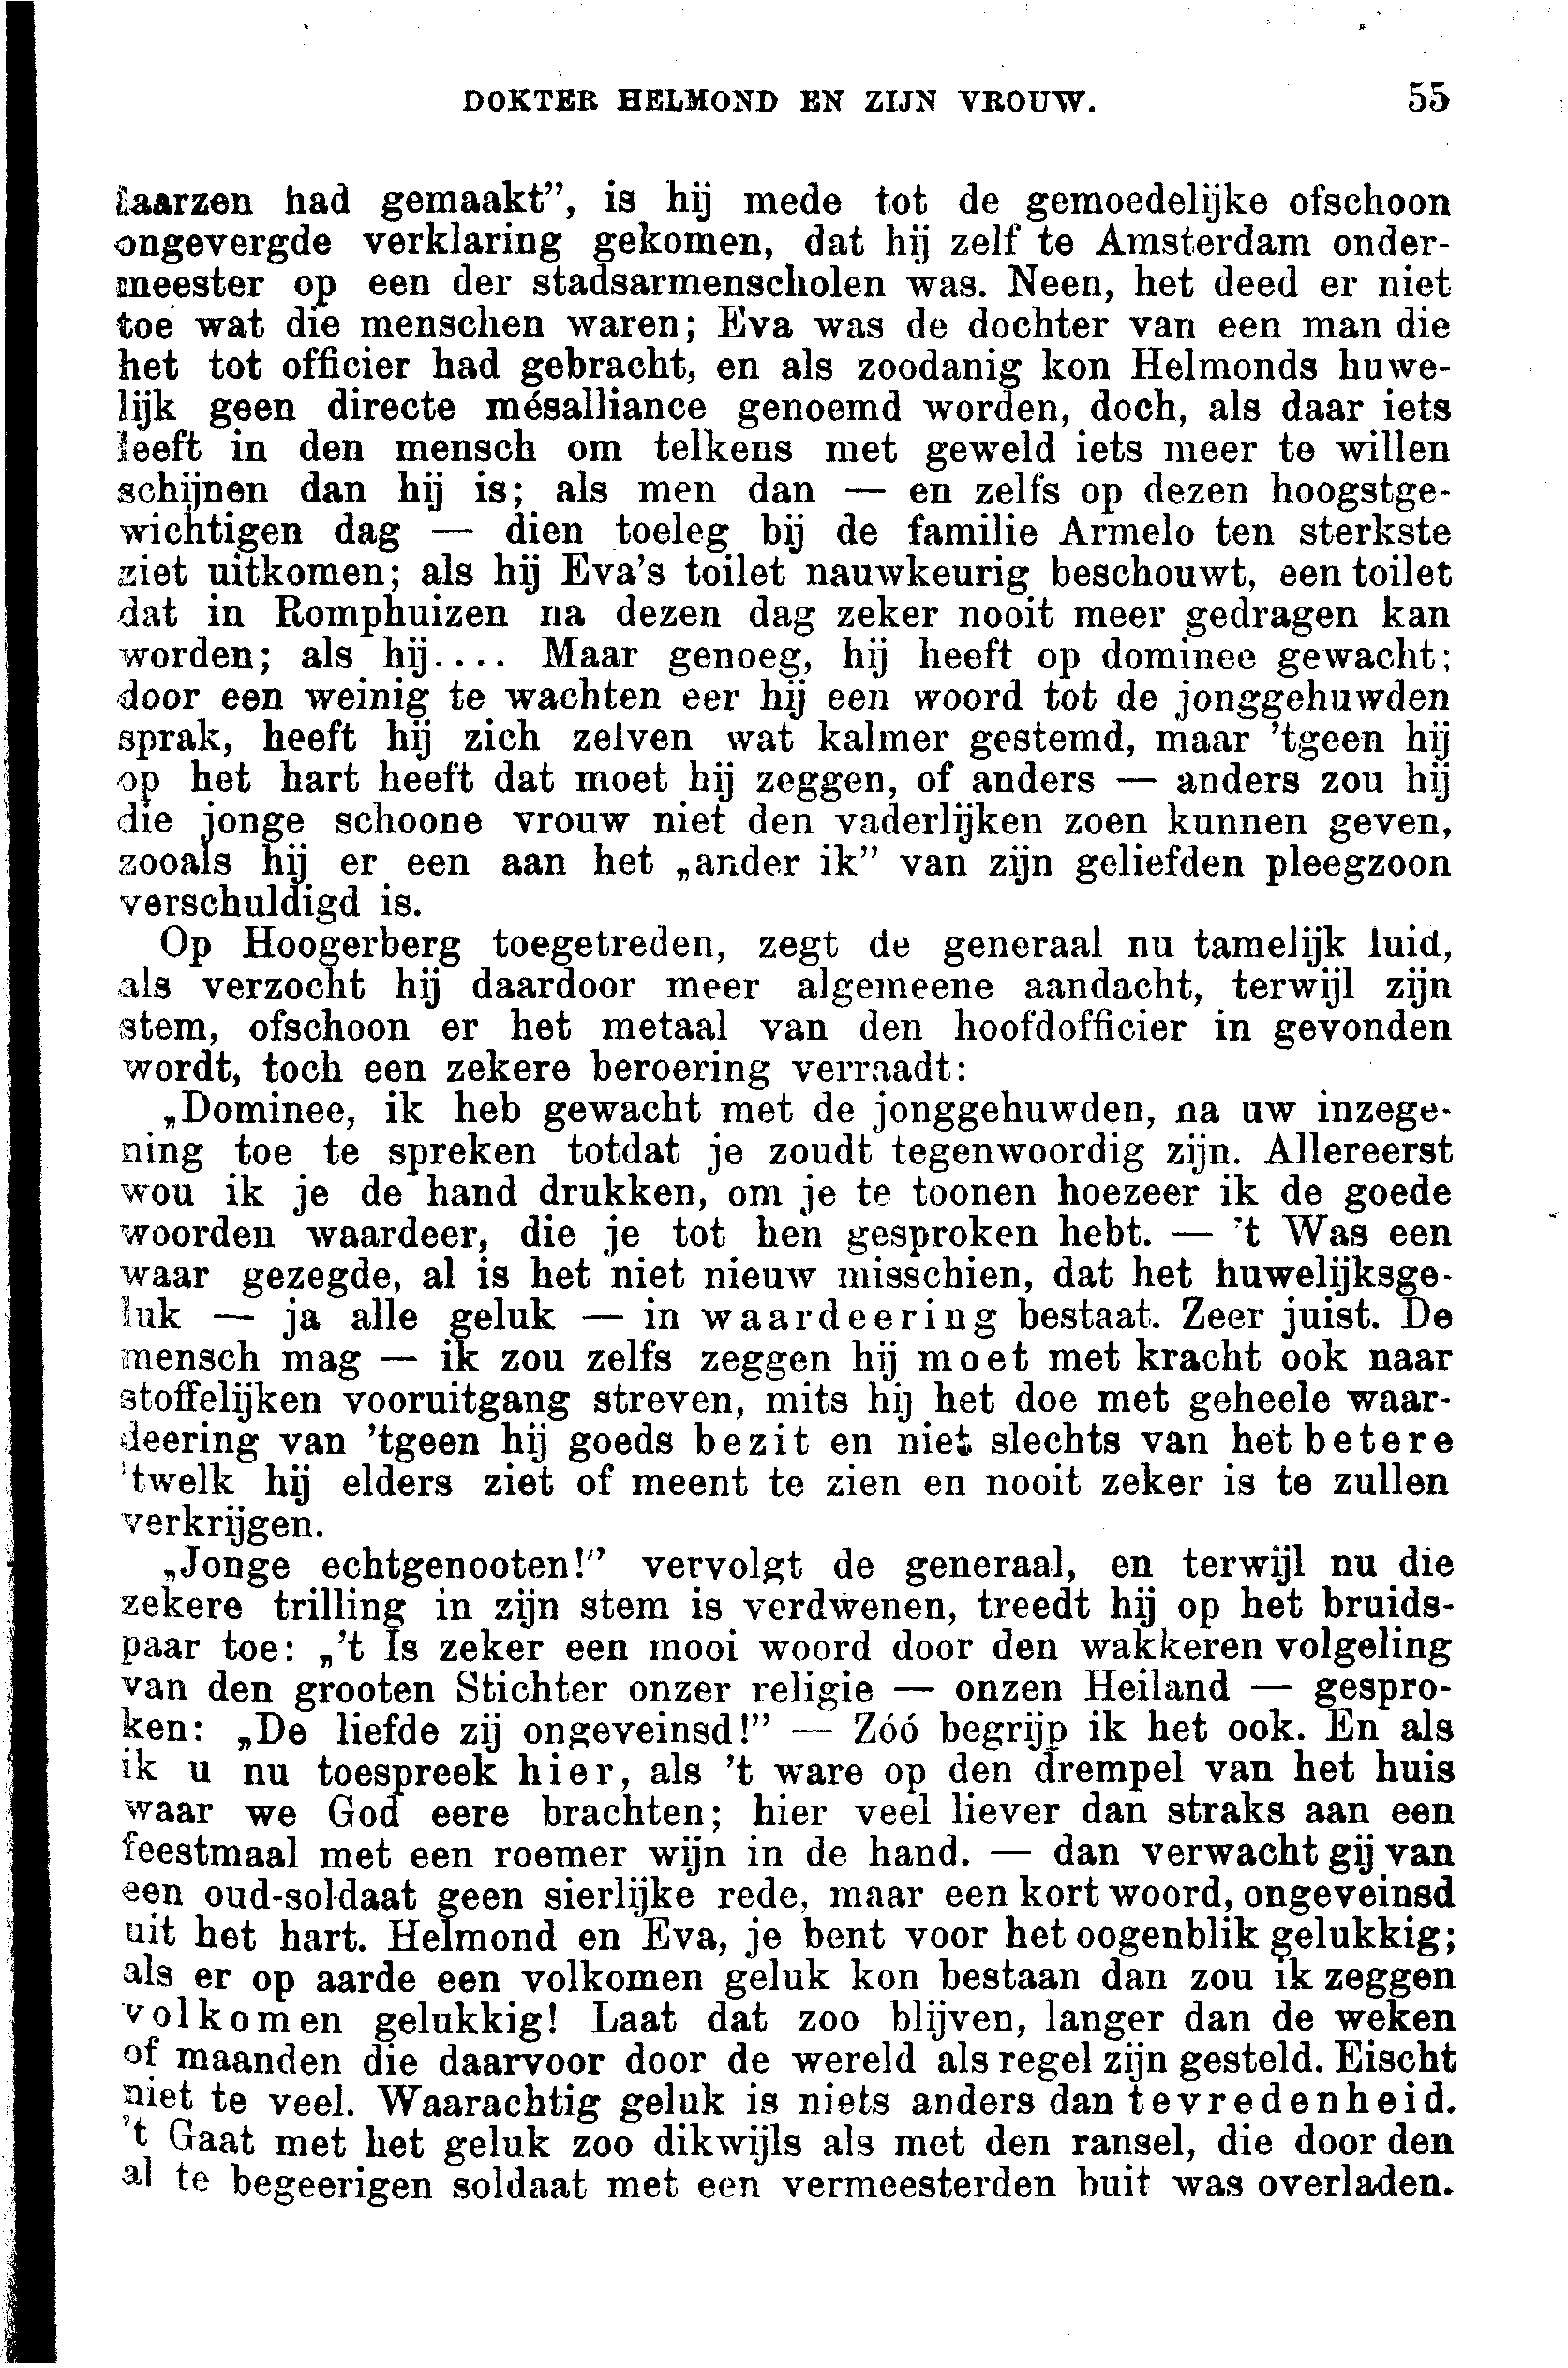 DOKTER HELMOND EN ZIJN VROUW. 55
laarzen had gemaakt”, is hij mede tot de gemoedelijke ofschoon
ongevergde verklaring gekomen, dat hij zelf te Amsterdam onder-
meester op een der stadsarmenscholen was. Neen, het deed er niet
toe wat die menschen waren; Eva was de dochter van een man die
het tot officier had gebracht, en als zoodanig kon Helmonds huwe-
lijk geen directe mésalliance genoemd worden, doch, als daar iets
leeft in den mensch om telkens met geweld iets meer te willen
schijnen dan hij is; als men dan — en zelfs op dezen hoogstge-
wichtigen dag — dien toeleg bij de familie Armelo ten sterkste
ziet uitkomen; als hij Eva's toilet nauwkeurig beschouwt, een toilet
dat in Romphuizen na dezen dag zeker nooit meer gedragen kan
worden; als hij.... Maar genoeg, hij heeft op dominee gewacht;
door een weinig te wachten eer hij een woord tot de jonggehuwden
sprak, heeft hij zich zelven wat kalmer gestemd, maar 'tgeen hij
op het hart heeft dat moet hij zeggen, of anders — anders zou hij
die jonge schoone vrouw niet den vaderlijken zoen kunnen geven,
zooals hij er een aan het „ander ik” van zijn geliefden pleegzoon
verschuldigd is.
Op Hoogerberg toegetreden, zegt de generaal nu tamelijk luid,
als verzocht hij daardoor meer algemeene aandacht, terwijl zijn
stem, ofschoon er het metaal van den hoofdofficier in gevonden
wordt, toch een zekere beroering verraadt:
„Dominee, ik heb gewacht met de jonggehuwden, na uw inzege-
ning toe te spreken totdat je zoudt tegenwoordig zijn. Allereerst
wou ik je de hand drukken, om je te toonen hoezeer ik de goede
woorden waardeer, die je tot hen gesproken hebt. — 't Was een
waar gezegde, al is het niet nieuw misschien, dat het huwelijksge-
luk — ja alle geluk — in waardeering bestaat. Zeer juist. De
mensch mag — ik zou zelfs zeggen hij moet met kracht ook naar
stoffelijken vooruitgang streven, mits hij het doe met geheele waar-
deering van 'tgeen hij goeds bezit en niet slechts van het betere
'twelk hij elders ziet of meent te zien en nooit zeker is te zullen
verkrijgen.
„Jonge echtgenooten!” vervolgt de generaal, en terwijl nu die
zekere trilling in zijn stem is verdwenen, treedt hij op het bruids-
paar toe: „'t Is zeker een mooi woord door den wakkeren volgeling
van den grooten Stichter onzer religie — onzen Heiland — gespro-
ken: „De liefde zij ongeveinsd!” — Zóó begrijp ik het ook. En als
ik u nu toespreek hier, als 't ware op den drempel van het huis
waar we God eere brachten; hier veel liever dan straks aan een
feestmaal met een roemer wijn in de hand. — dan verwacht gij van
een oud-soldaat geen sierlijke rede, maar een kort woord, ongeveinsd
uit het hart. Helmond en Eva, je bent voor het oogenblik gelukkig;
als er op aarde een volkomen geluk kon bestaan dan zou ik zeggen
volkomen gelukkig! Laat dat zoo blijven, langer dan de weken
of maanden die daarvoor door de wereld als regel zijn gesteld. Eischt
niet te veel. Waarachtig geluk is niets anders dan tevredenheid.
't Gaat met het geluk zoo dikwijls als met den ransel, die door den
al te begeerigen soldaat met een vermeesterden buit was overladen.